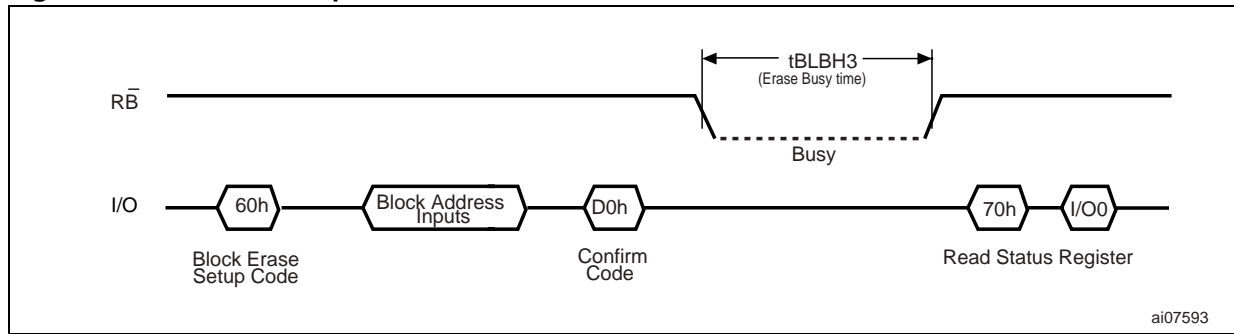 tBLBH3
(Erase Busy time)
RB̅
Busy
I/O
60h
Block Address
Inputs
D0h
70h
I/O0
Block Erase
Setup Code
Confirm
Code
Read Status Register
ai07593